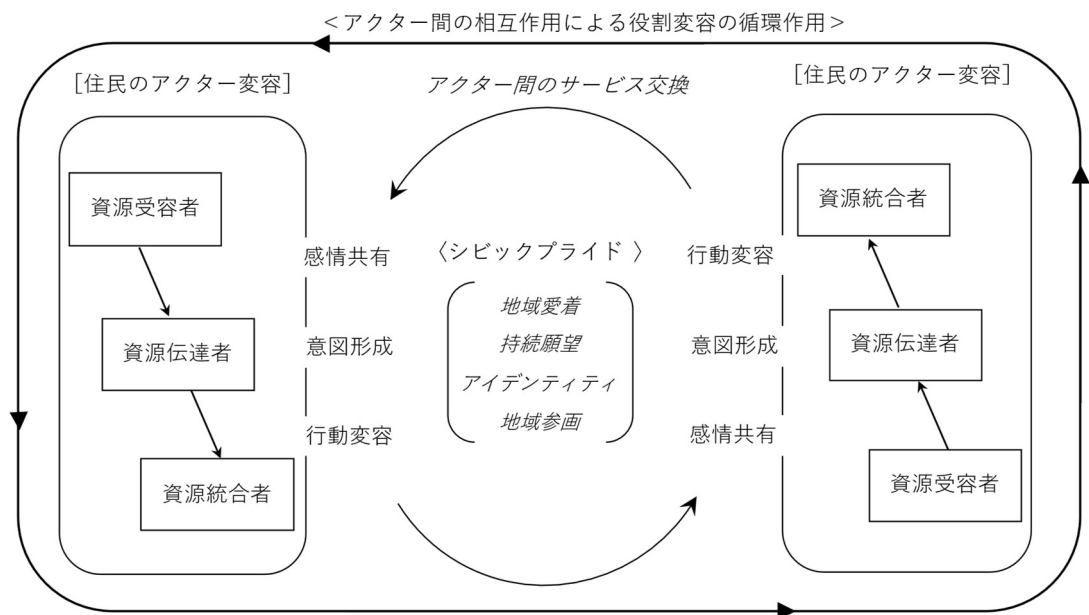 ＜アクター間の相互作用による役割変容の循環作用＞
［住民のアクター変容］
アクター間のサービス交換
［住民のアクター変容］
資源受容者
資源伝達者
資源統合者
感情共有
意図形成
行動変容
〈シビックプライド 〉
地域愛着
持続願望
アイデンティティ
地域参画
行動変容
意図形成
感情共有
資源統合者
資源伝達者
資源受容者